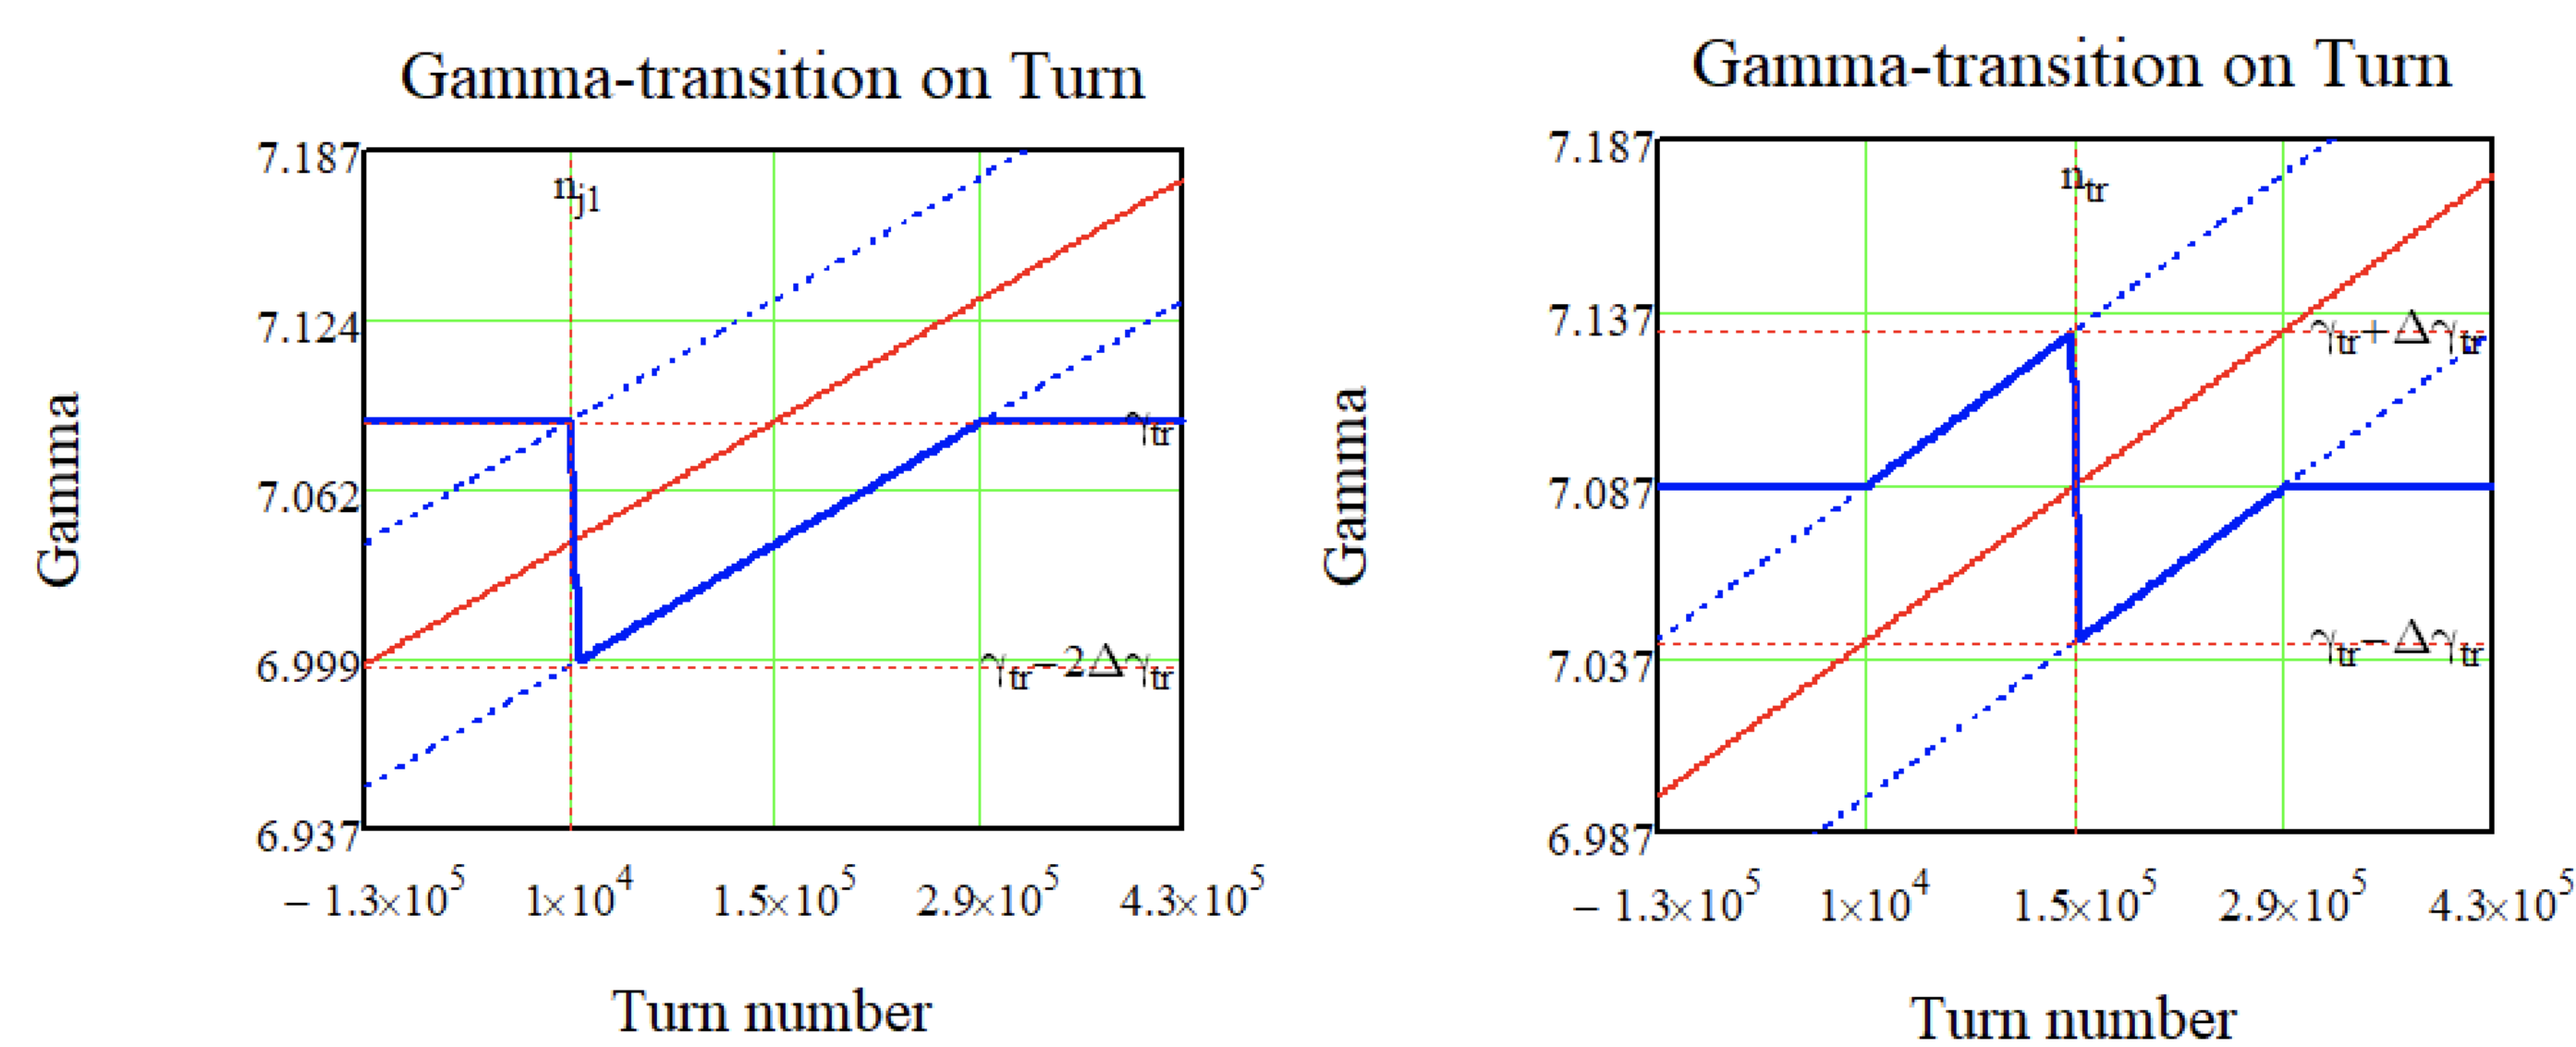 Gamma-transition on Turn
7.187
7.124
7.062
6.999
6.937
Gamma
n_j1
γ_tr
γ_tr−2Δγ_tr
− 1.3×10^5
1×10^4
1.5×10^5
2.9×10^5
4.3×10^5
Turn number
Gamma-transition on Turn
7.187
7.137
7.087
7.037
6.987
Gamma
n_tr
γ_tr+Δγ_tr
γ_tr−Δγ_tr
− 1.3×10^5
1×10^4
1.5×10^5
2.9×10^5
4.3×10^5
Turn number